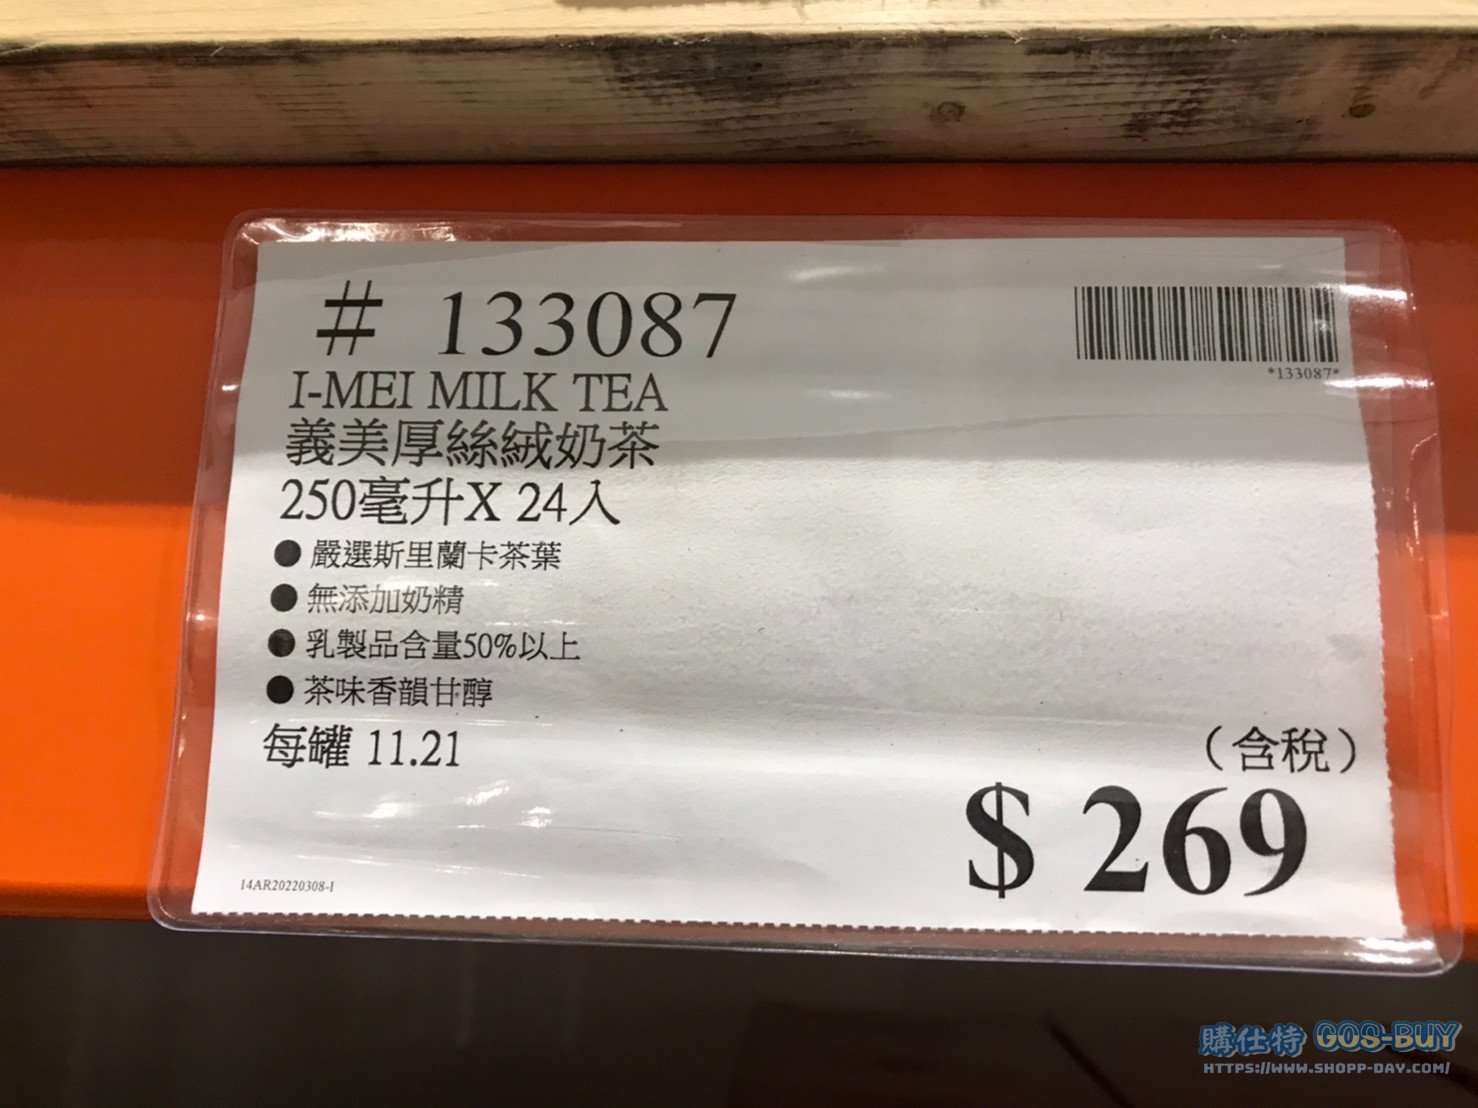 # 133087
*133087*
I-MEI MILK TEA
義美厚絲絨奶茶
250毫升X 24入
● 嚴選斯里蘭卡茶葉
● 無添加奶精
● 乳製品含量50%以上
● 茶味香韻甘醇
每罐 11.21
（含稅）
$ 269
14AR20220308-1
購仕特 GOS-BUY
HTTPS://WWW.SHOPP-DAY.COM/